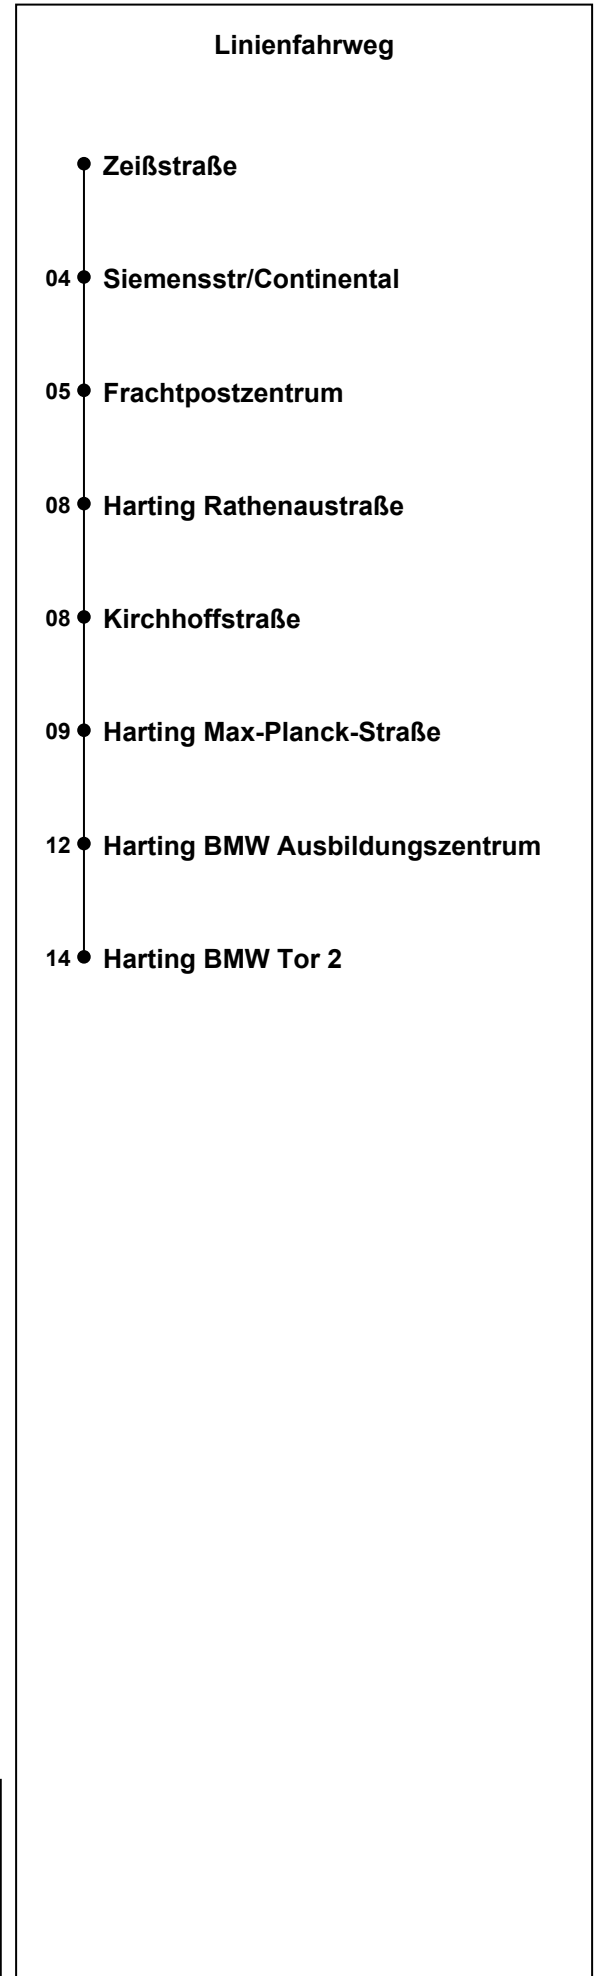 Linienfahrweg
Zeißstraße
04 Siemensstr/Continental
05 Frachtpostzentrum
08 Harting Rathenaustraße
08 Kirchhoffstraße
09 Harting Max-Planck-Straße
12 Harting BMW Ausbildungszentrum
14 Harting BMW Tor 2